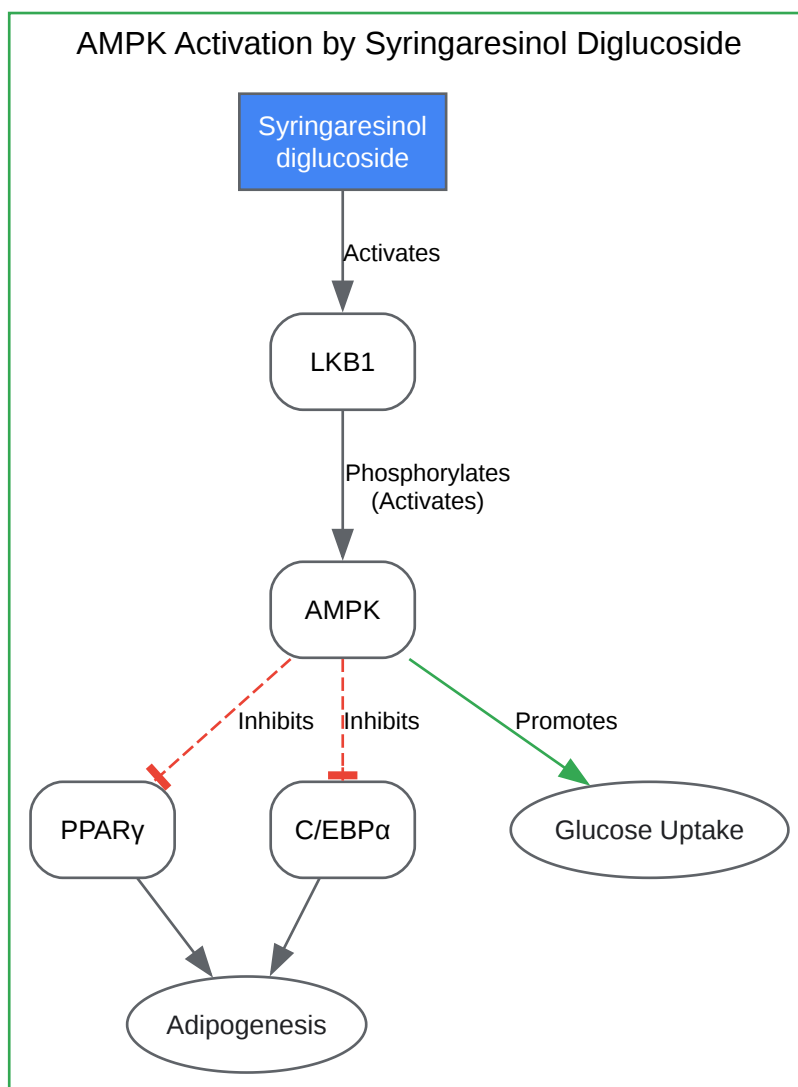 AMPK Activation by Syringaresinol Diglucoside
Syringaresinol
diglucoside
Activates
LKB1
Phosphorylates
(Activates)
AMPK
Inhibits
Inhibits
Promotes
PPARγ
C/EBPα
Glucose Uptake
Adipogenesis